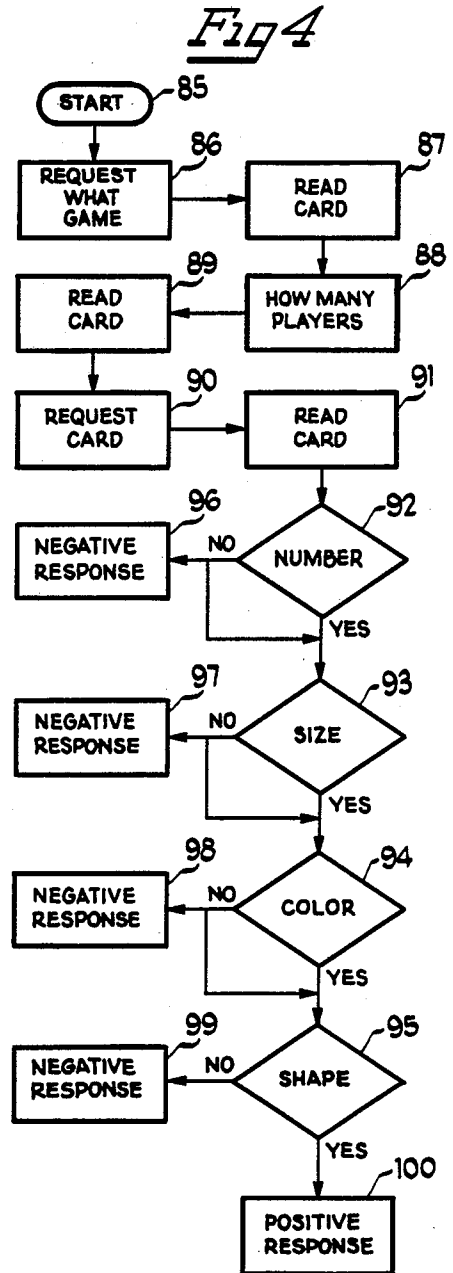 Fig 4
START
85
REQUEST
WHAT
GAME
86
READ
CARD
87
READ
CARD
89
HOW MANY
PLAYERS
88
REQUEST
CARD
90
READ
CARD
91
NEGATIVE
RESPONSE
96
NO
NUMBER
92
YES
NEGATIVE
RESPONSE
97
NO
SIZE
93
YES
NEGATIVE
RESPONSE
98
NO
COLOR
94
YES
NEGATIVE
RESPONSE
99
NO
SHAPE
95
YES
100
POSITIVE
RESPONSE